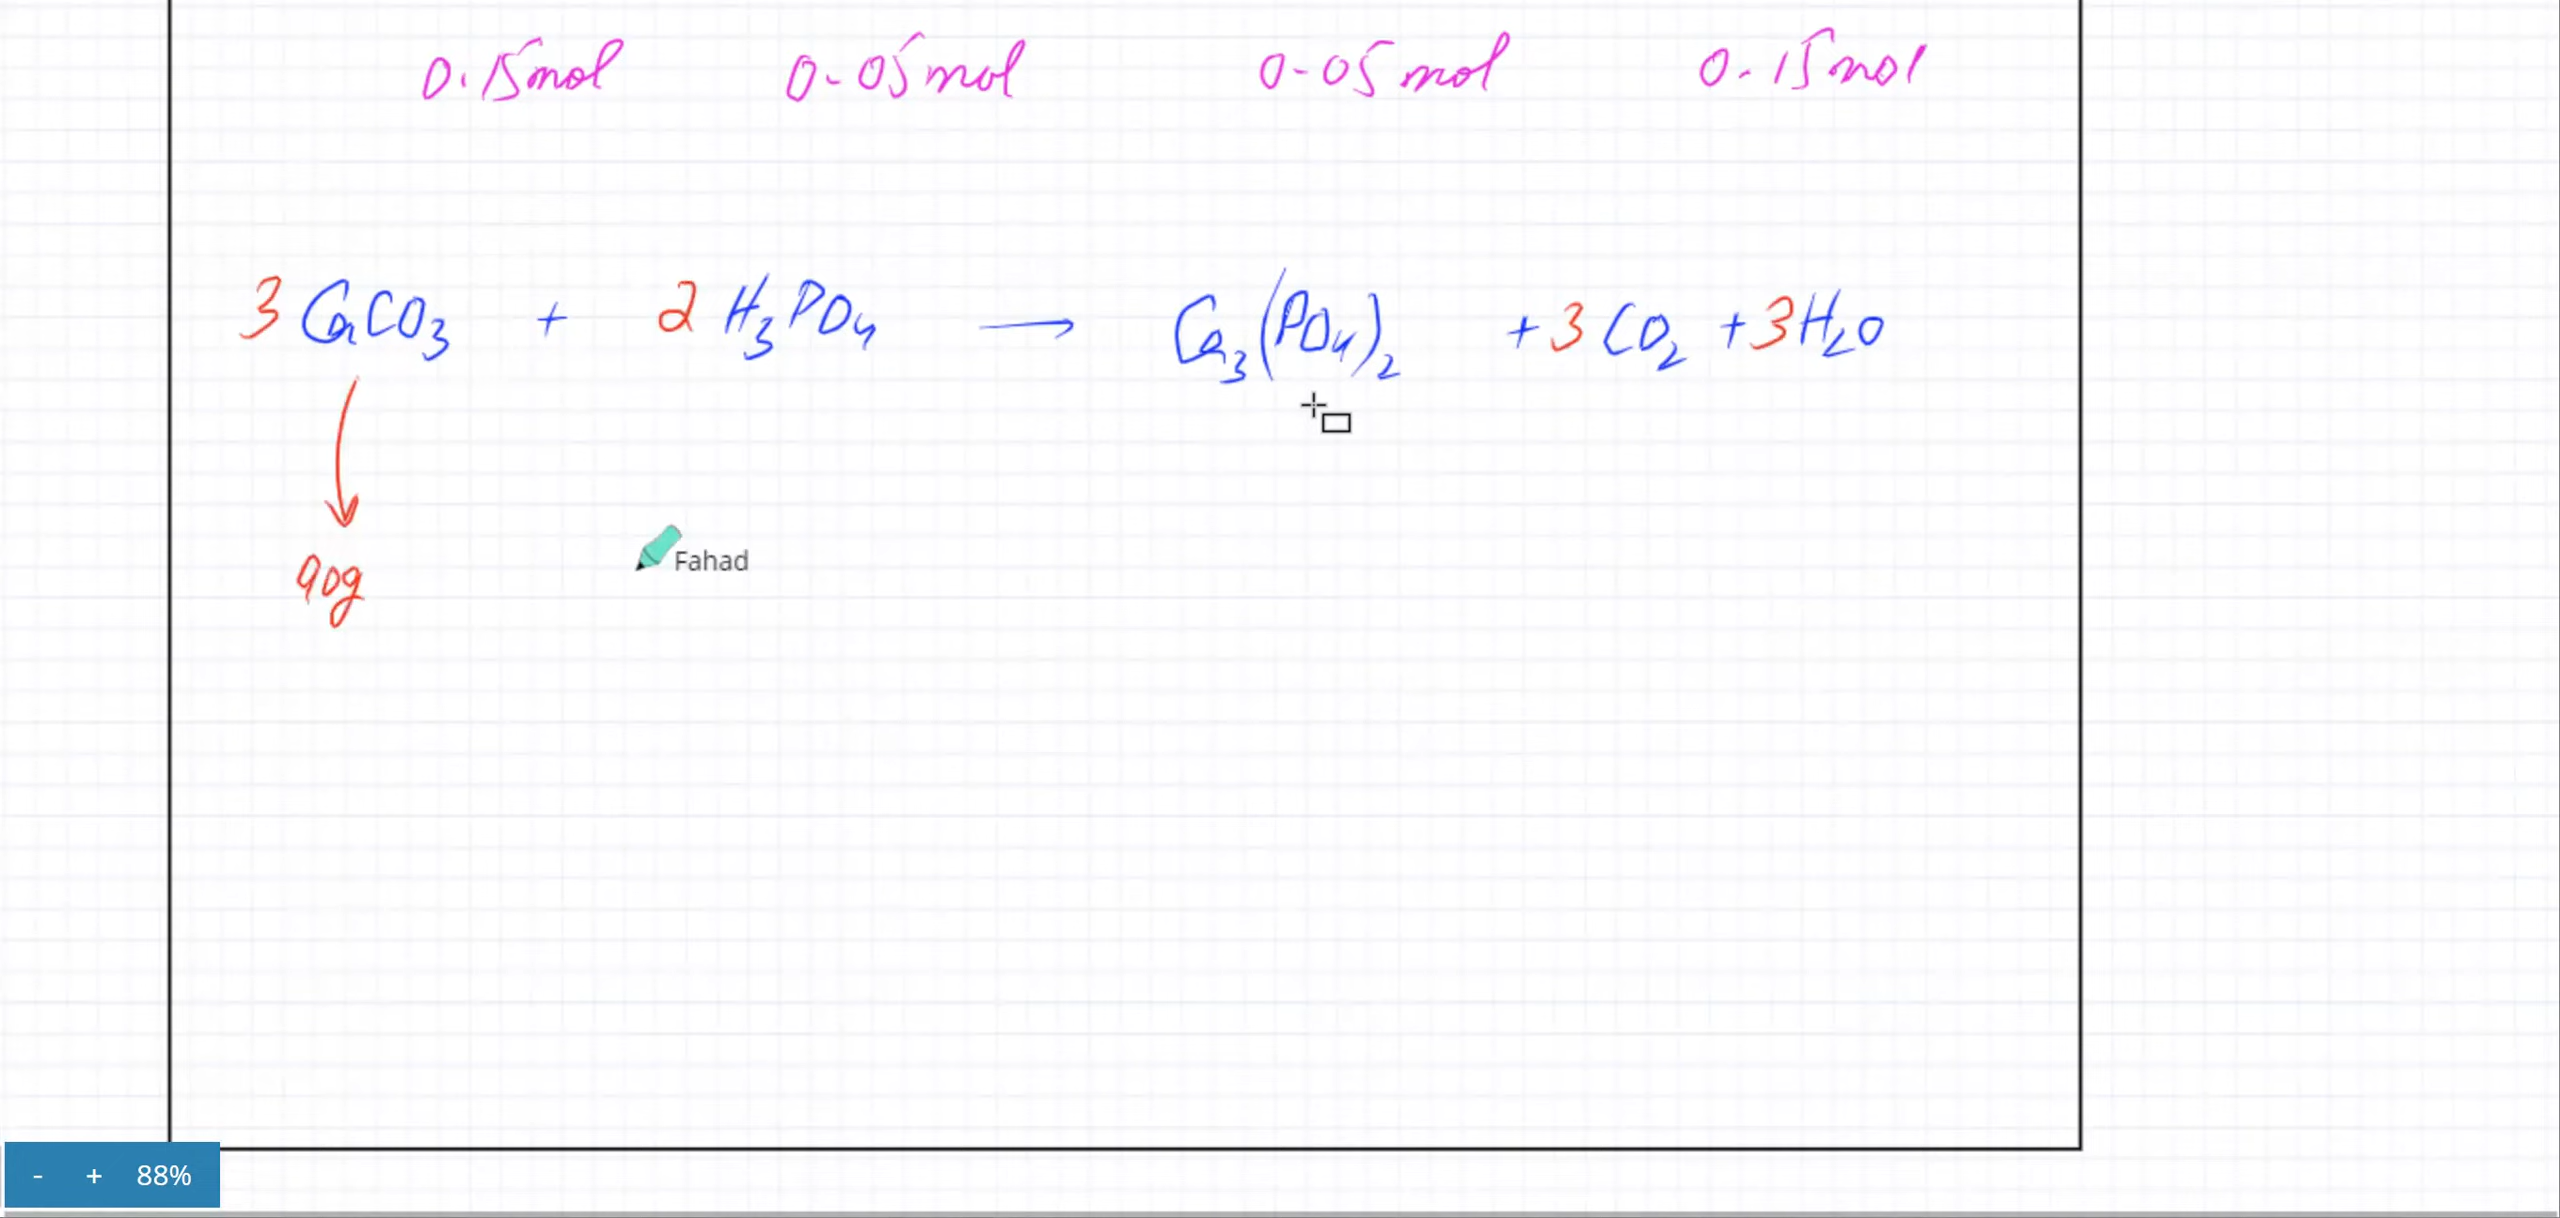 0.15mol 0.05mol 0.05mol 0.15mol
3 CaCO₃ + 2 H₃PO₄ → Ca₃(PO₄)₂ + 3 CO₂ + 3 H₂O
90g
Fahad
- + 88%